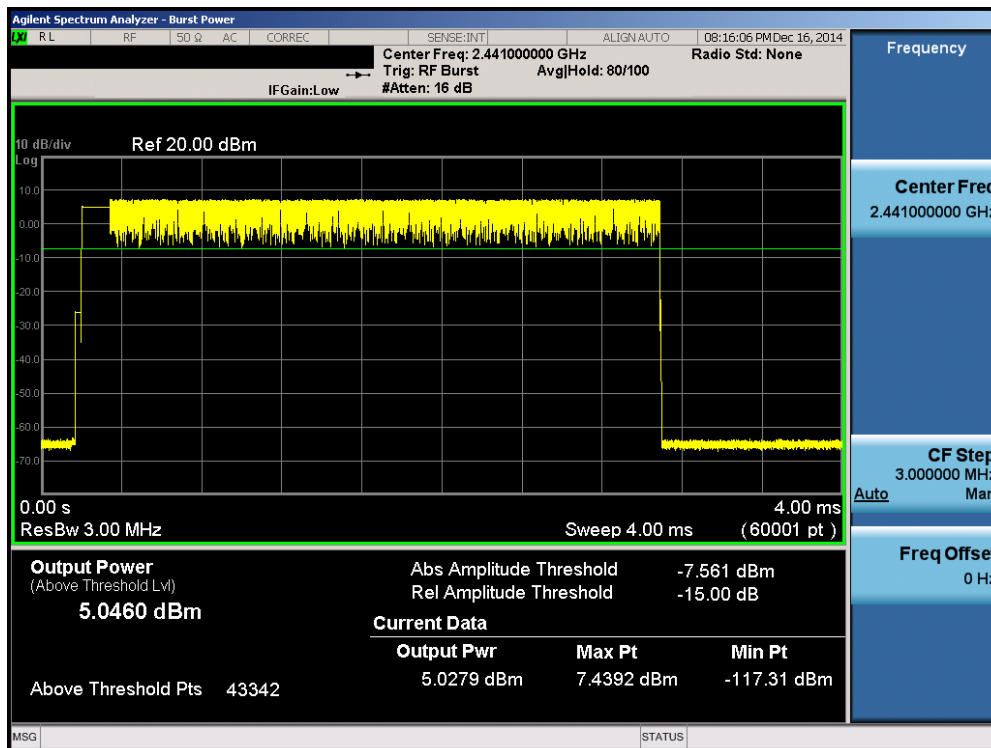 Agilent Spectrum Analyzer - Burst Power
LXI RL RF 50 Ω AC CORREC SENSE:INT ALIGN AUTO 08:16:06 PM Dec 16, 2014
Center Freq: 2.441000000 GHz Radio Std: None
Trig: RF Burst Avg|Hold: 80/100
IFGain:Low #Atten: 16 dB
Frequency
10 dB/div Ref 20.00 dBm
Log
10.0
0.00
-10.0
-20.0
-30.0
-40.0
-50.0
-60.0
-70.0
0.00 s 4.00 ms
ResBw 3.00 MHz Sweep 4.00 ms (60001 pt)
Center Freq
2.441000000 GHz
CF Step
3.000000 MHz
Auto Man
Freq Offset
0 Hz
Output Power
(Above Threshold Lvl)
5.0460 dBm
Above Threshold Pts 43342
Abs Amplitude Threshold -7.561 dBm
Rel Amplitude Threshold -15.00 dB
Current Data
Output Pwr Max Pt Min Pt
5.0279 dBm 7.4392 dBm -117.31 dBm
MSG STATUS